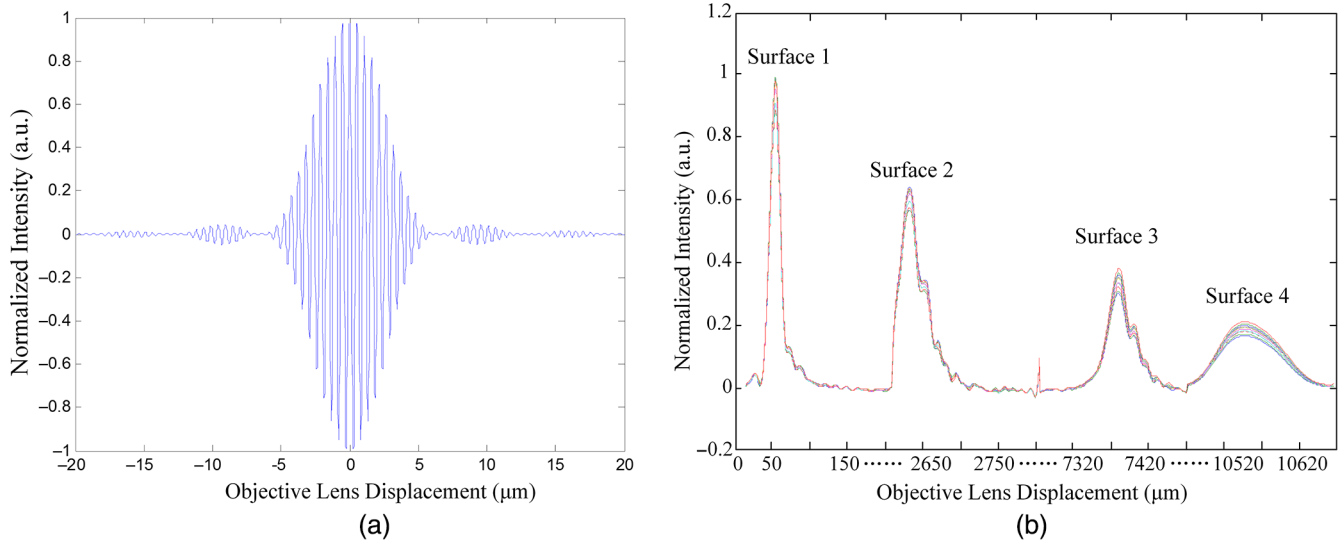 1
0.8
0.6
0.4
0.2
0
−0.2
−0.4
−0.6
−0.8
−1
−20 −15 −10 −5 0 5 10 15 20
Normalized Intensity (a.u.)
Objective Lens Displacement (μm)
(a)
1.2
1
0.8
0.6
0.4
0.2
0
−0.2
Surface 1
Surface 2
Surface 3
Surface 4
0 50 150 ······ 2650 2750 ······ 7320 7420 ······ 10520 10620
Normalized Intensity (a.u.)
Objective Lens Displacement (μm)
(b)